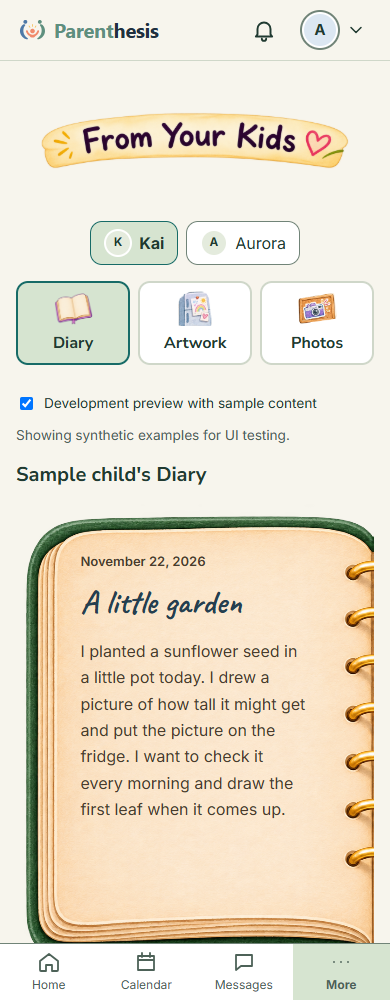 Parenthesis
A
From Your Kids
K Kai
A Aurora
Diary
Artwork
Photos
Development preview with sample content
Showing synthetic examples for UI testing.
Sample child's Diary
November 22, 2026
A little garden
I planted a sunflower seed in
a little pot today. I drew a
picture of how tall it might get
and put the picture on the
fridge. I want to check it
every morning and draw the
first leaf when it comes up.
Home
Calendar
Messages
More